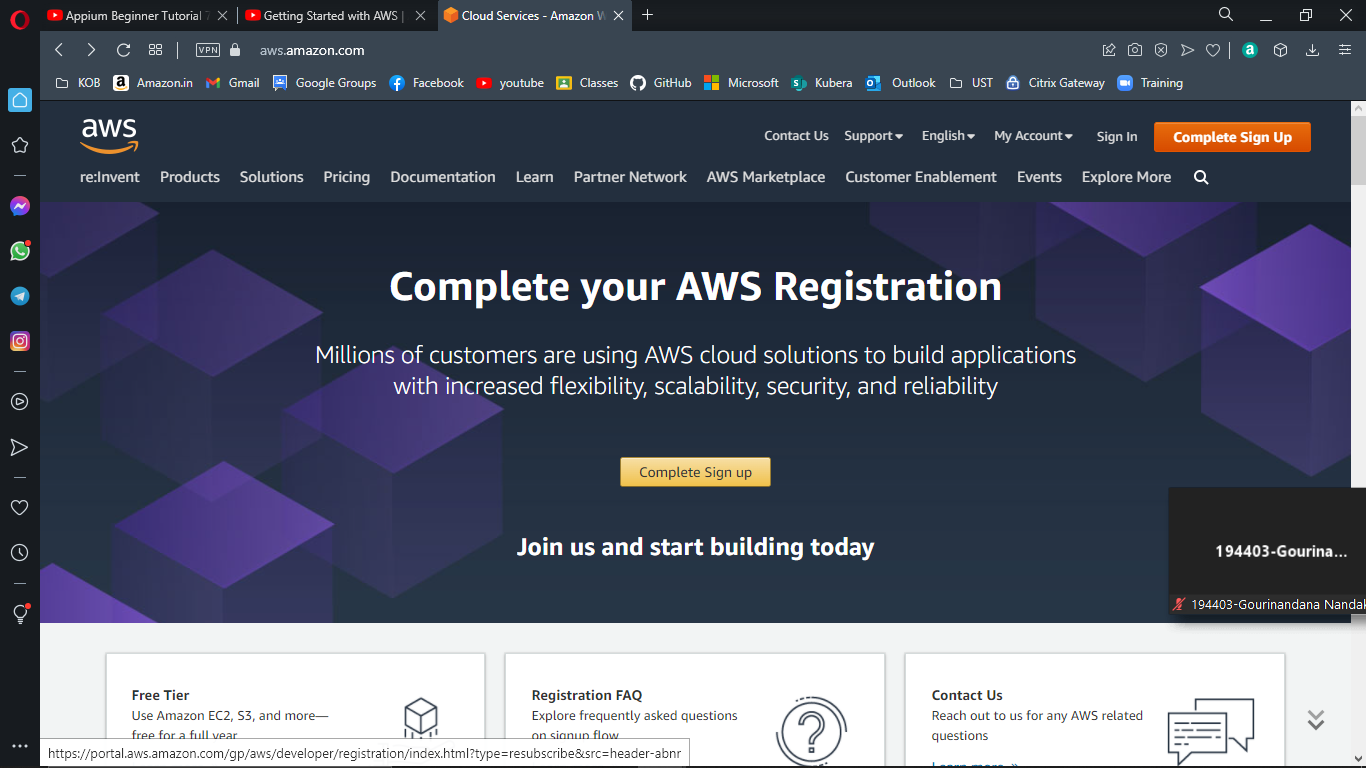 Appium Beginner Tutorial
Getting Started with AWS |
Cloud Services - Amazon W
VPN
aws.amazon.com
KOB
Amazon.in
Gmail
Google Groups
Facebook
youtube
Classes
GitHub
Microsoft
Kubera
Outlook
UST
Citrix Gateway
Training
aws
Contact Us
Support
English
My Account
Sign In
Complete Sign Up
re:Invent
Products
Solutions
Pricing
Documentation
Learn
Partner Network
AWS Marketplace
Customer Enablement
Events
Explore More
Complete your AWS Registration
Millions of customers are using AWS cloud solutions to build applications
with increased flexibility, scalability, security, and reliability
Complete Sign up
Join us and start building today
194403-Gourina...
194403-Gourinandana Nandak
Free Tier
Use Amazon EC2, S3, and more—
free for a full year
Registration FAQ
Explore frequently asked questions
on signup flow
Contact Us
Reach out to us for any AWS related
questions
Learn more »
https://portal.aws.amazon.com/gp/aws/developer/registration/index.html?type=resubscribe&src=header-abnr